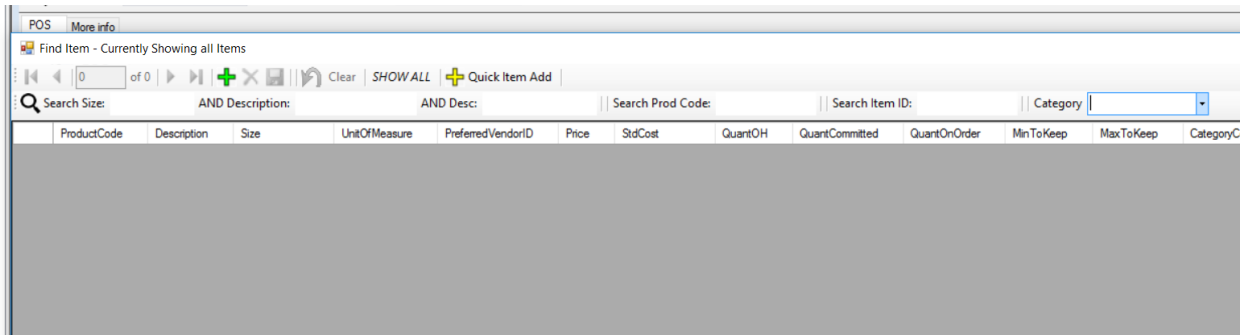 POS More info
Find Item - Currently Showing all Items
0 of 0 Clear SHOW ALL Quick Item Add
Search Size: AND Description: AND Desc: Search Prod Code: Search Item ID: Category
ProductCode Description Size UnitOfMeasure PreferredVendorID Price StdCost QuantOH QuantCommitted QuantOnOrder MinToKeep MaxToKeep CategoryC